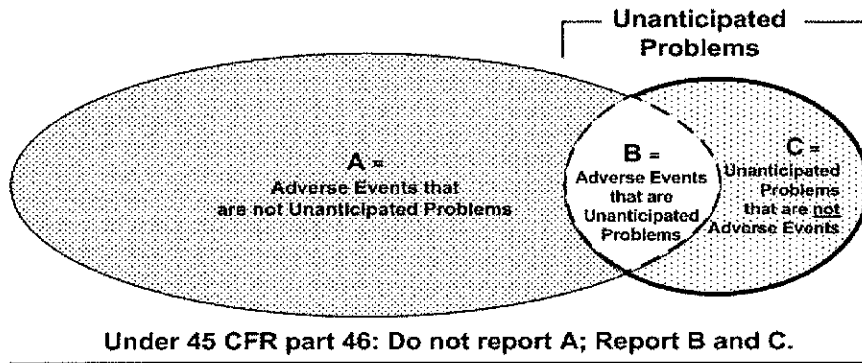 Unanticipated
Problems
A =
Adverse Events that
are not Unanticipated Problems
B =
Adverse Events
that are
Unanticipated
Problems
C =
Unanticipated
Problems
that are not
Adverse Events
Under 45 CFR part 46: Do not report A; Report B and C.